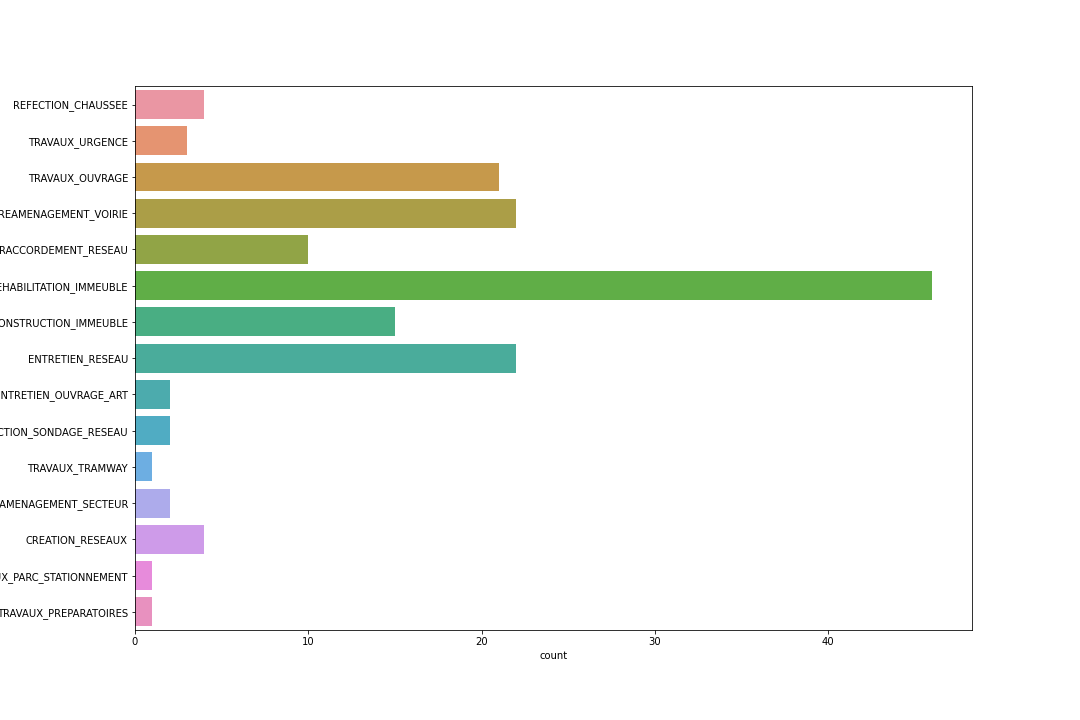 REFECTION_CHAUSSEE
TRAVAUX_URGENCE
TRAVAUX_OUVRAGE
REAMENAGEMENT_VOIRIE
RACCORDEMENT_RESEAU
EHABILITATION_IMMEUBLE
ONSTRUCTION_IMMEUBLE
ENTRETIEN_RESEAU
NTRETIEN_OUVRAGE_ART
CTION_SONDAGE_RESEAU
TRAVAUX_TRAMWAY
AMENAGEMENT_SECTEUR
CREATION_RESEAUX
UX_PARC_STATIONNEMENT
TRAVAUX_PREPARATOIRES
0 10 20 30 40
count